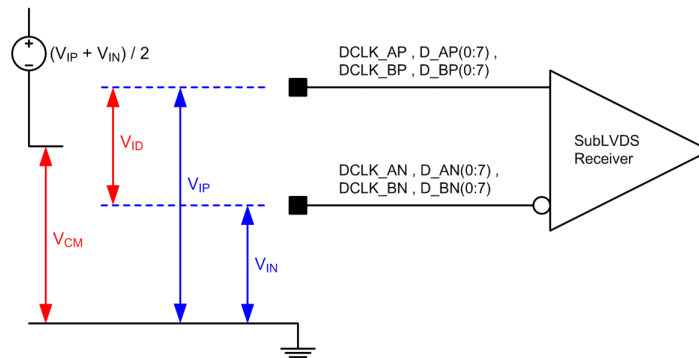 (VIP + VIN) / 2
DCLK_AP , D_AP(0:7) ,
DCLK_BP , D_BP(0:7)
VID
SubLVDS
Receiver
VIP
DCLK_AN , D_AN(0:7) ,
DCLK_BN , D_BN(0:7)
VCM
VIN